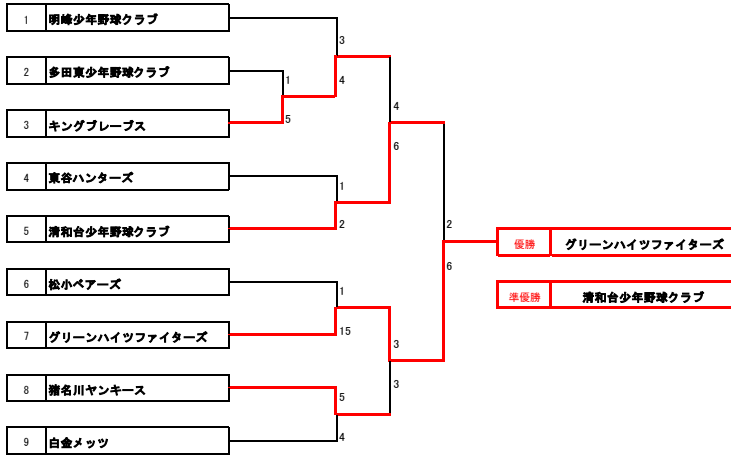 1 明峰少年野球クラブ
3
2 多田東少年野球クラブ
1
4
3 キングブレーブス
5
4
6
4 東谷ハンターズ
1
5 清和台少年野球クラブ
2
2
優勝 グリーンハイツファイターズ
6
準優勝 清和台少年野球クラブ
6 松小ベアーズ
1
7 グリーンハイツファイターズ
15
3
3
8 猪名川ヤンキース
5
9 白金メッツ
4